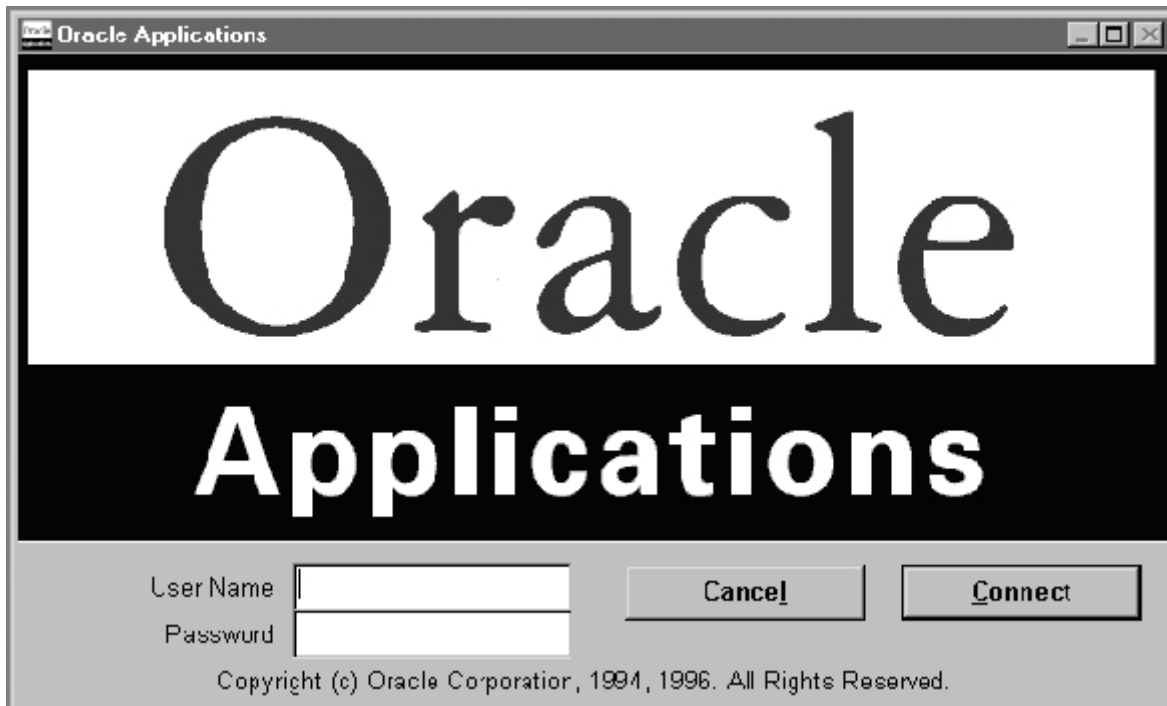 Oracle Applications
Oracle
Applications
User Name
Cancel
Connect
Password
Copyright (c) Oracle Corporation, 1994, 1996. All Rights Reserved.